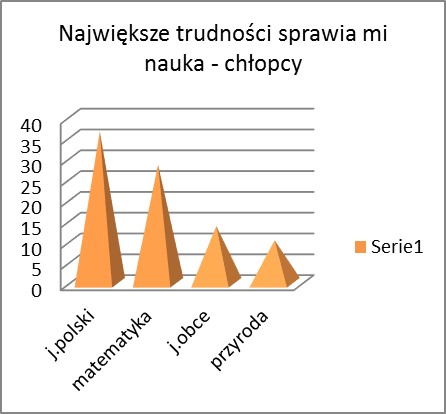 Największe trudności sprawia mi
nauka - chłopcy
40
35
30
25
20
15
10
5
0
j.polski
matematyka
j.obce
przyroda
Serie1